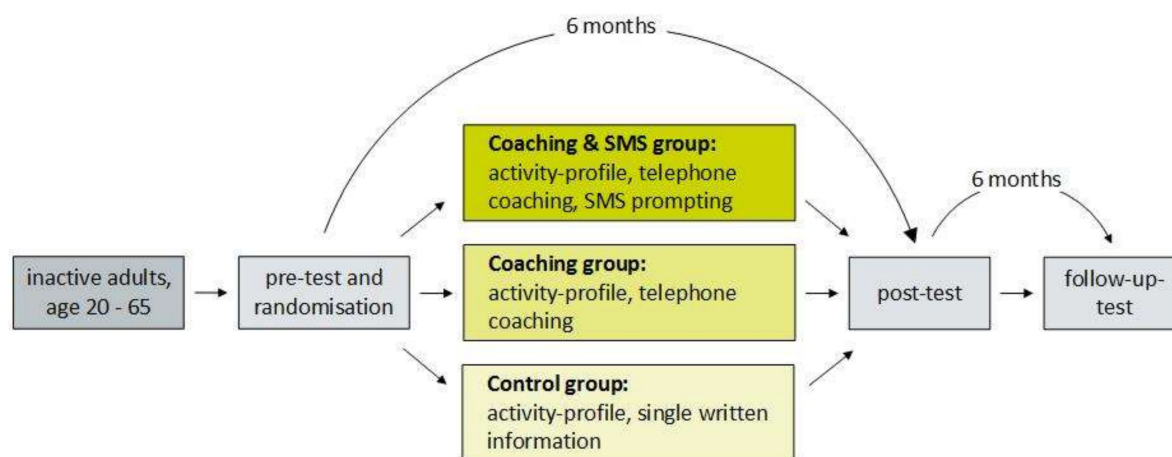 6 months
Coaching & SMS group:
activity-profile, telephone
coaching, SMS prompting
6 months
inactive adults,
age 20 - 65
pre-test and
randomisation
Coaching group:
activity-profile, telephone
coaching
post-test
follow-up-
test
Control group:
activity-profile, single written
information